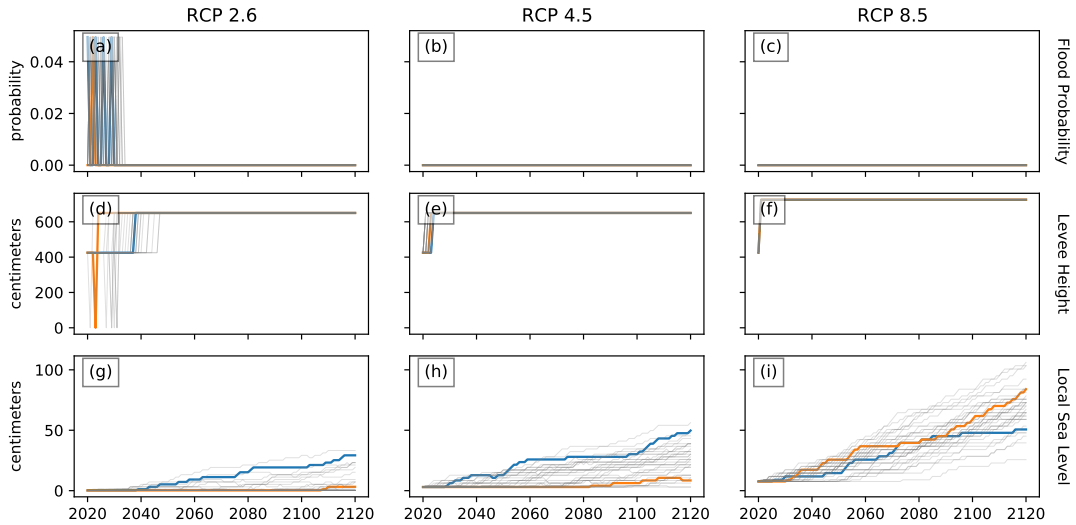 RCP 2.6 RCP 4.5 RCP 8.5
(a) (b) (c)
probability
0.04
0.02
0.00
Flood Probability
(d) (e) (f)
centimeters
600
400
200
0
Levee Height
(g) (h) (i)
centimeters
100
50
0
Local Sea Level
2020 2040 2060 2080 2100 2120 2020 2040 2060 2080 2100 2120 2020 2040 2060 2080 2100 2120